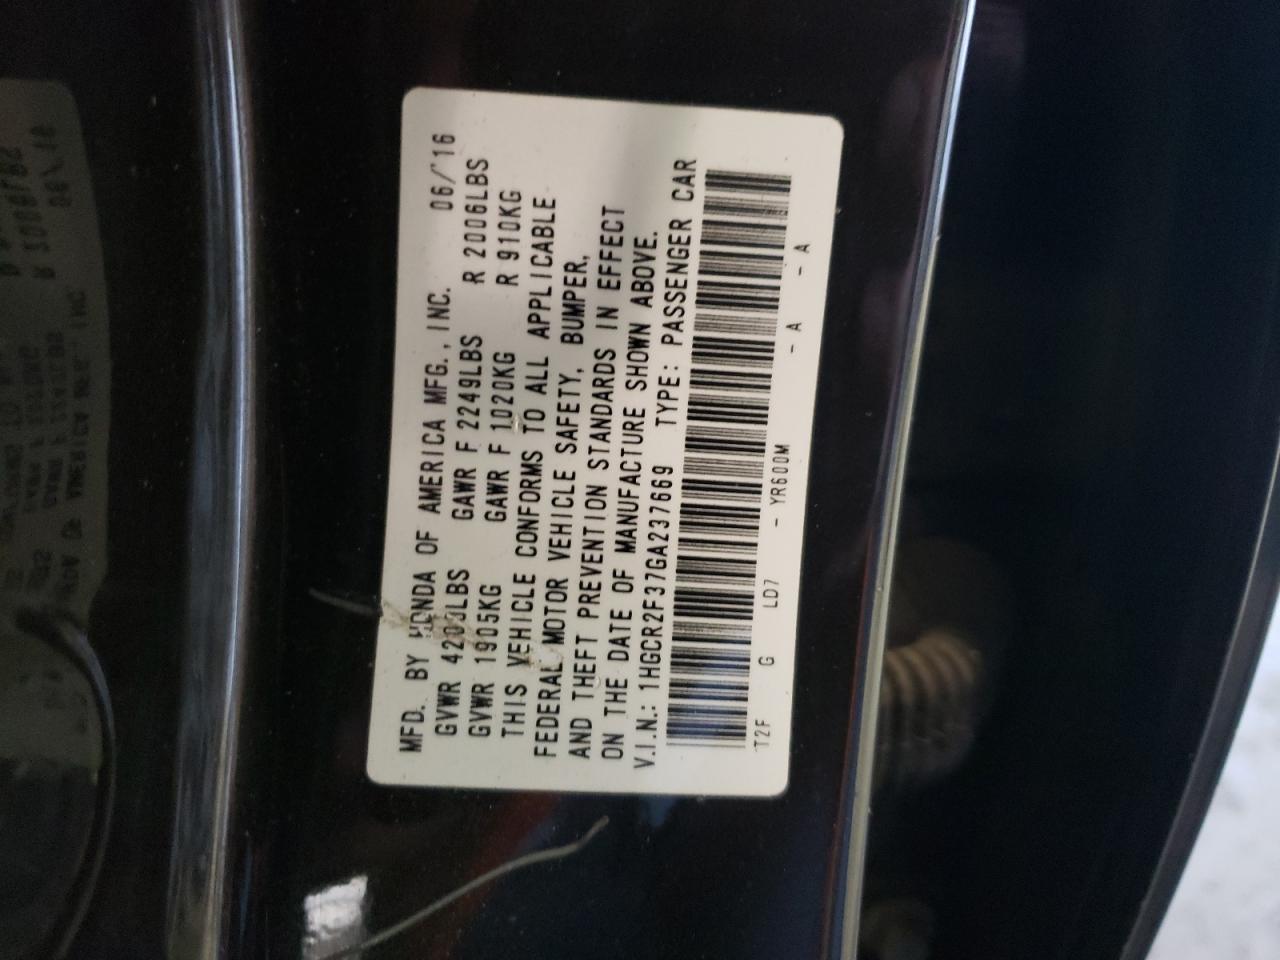 MFD. BY HONDA OF AMERICA MFG., INC. 06/'16
GVWR 4200LBS GAWR F 2249LBS R 2006LBS
GVWR 1905KG GAWR F 1020KG R 910KG
THIS VEHICLE CONFORMS TO ALL APPLICABLE
FEDERAL MOTOR VEHICLE SAFETY, BUMPER,
AND THEFT PREVENTION STANDARDS IN EFFECT
ON THE DATE OF MANUFACTURE SHOWN ABOVE.
V.I.N.: 1HGCR2F37GA237669 TYPE: PASSENGER CAR
T2F G LD7 - YR600M - A - A